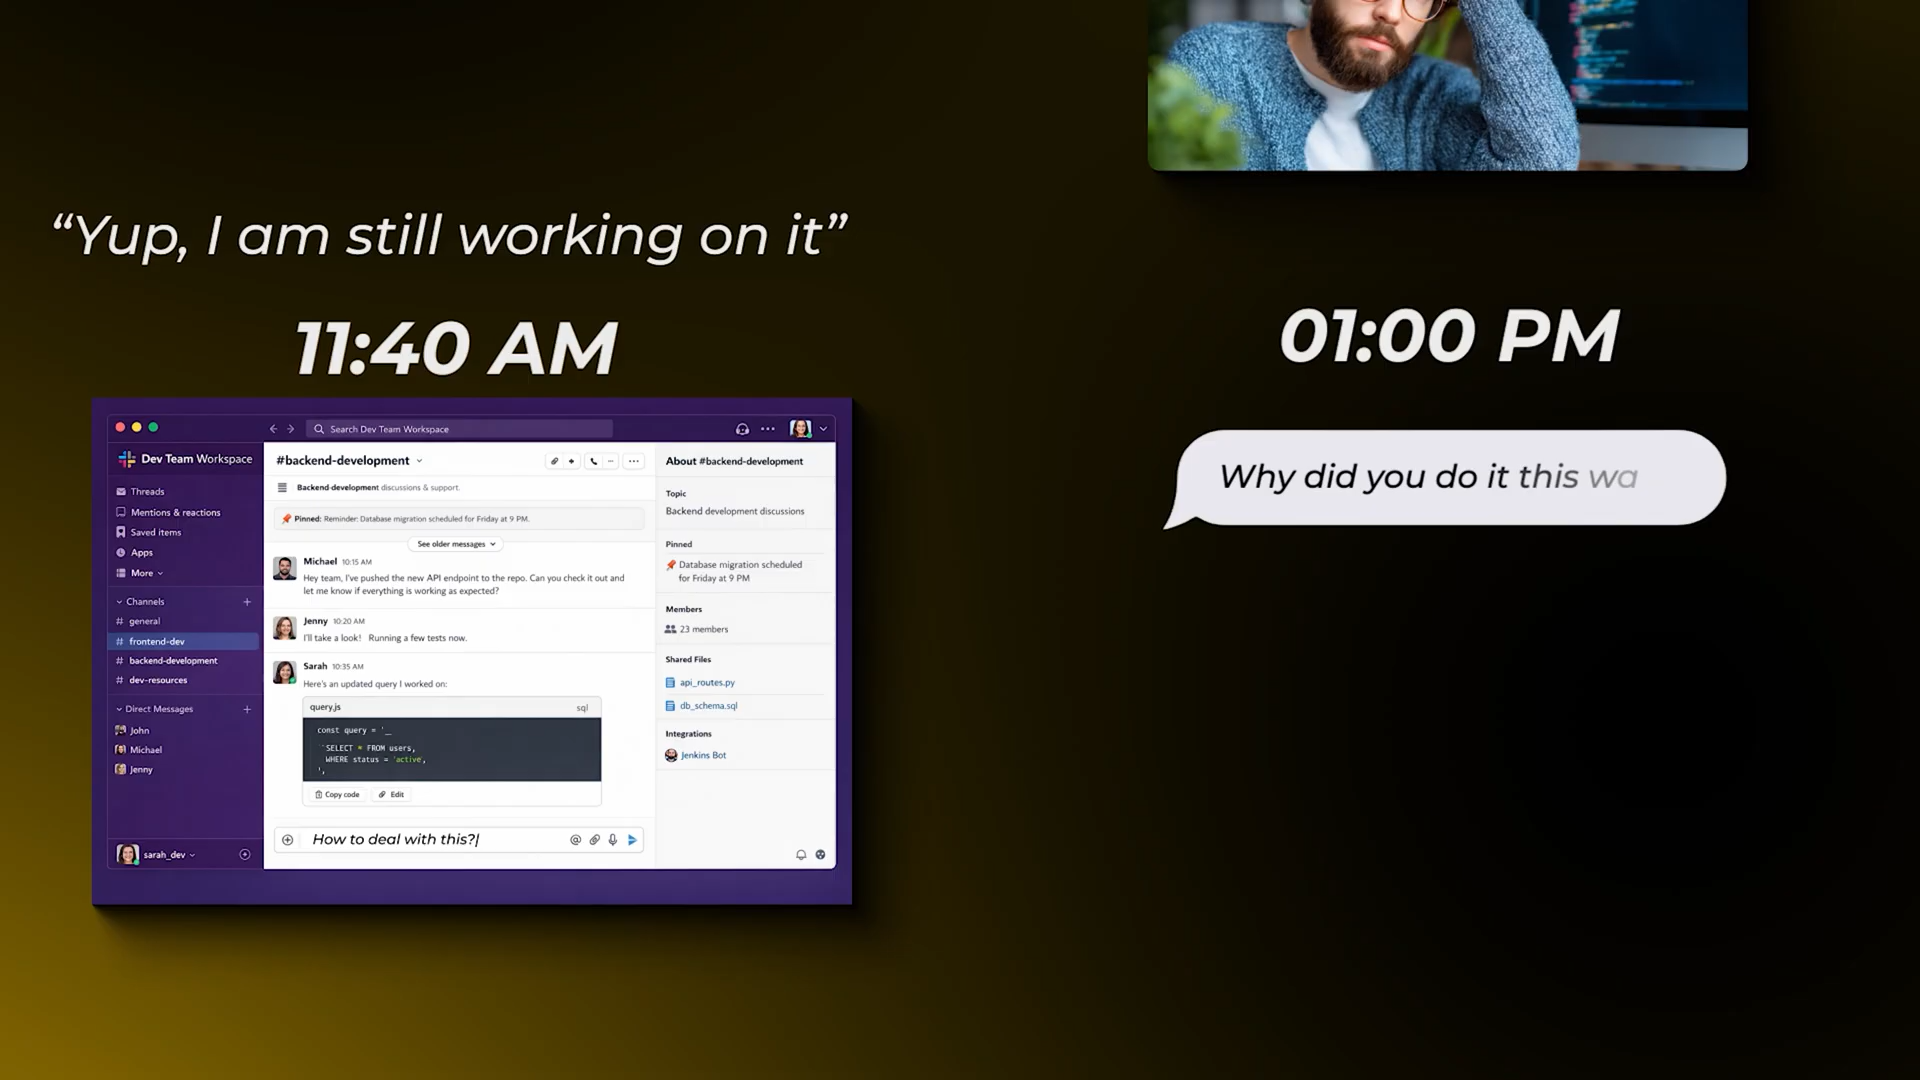 “Yup, I am still working on it”
11:40 AM
Search Dev Team Workspace
Dev Team Workspace
Threads
Mentions & reactions
Saved items
Apps
More
Channels
# general
# frontend-dev
# backend-development
# dev-resources
Direct Messages
John
Michael
Jenny
sarah_dev
#backend-development
Backend-development discussions & support.
Pinned: Reminder: Database migration scheduled for Friday at 9 PM.
See older messages
Michael 10:15 AM
Hey team, I've pushed the new API endpoint to the repo. Can you check it out and
let me know if everything is working as expected?
Jenny 10:20 AM
I'll take a look! Running a few tests now.
Sarah 10:35 AM
Here's an updated query I worked on:
query.js sql
const query = '_
`SELECT * FROM users,
WHERE status = 'active',
',
Copy code Edit
How to deal with this?
About #backend-development
Topic
Backend development discussions
Pinned
Database migration scheduled
for Friday at 9 PM
Members
23 members
Shared Files
api_routes.py
db_schema.sql
Integrations
Jenkins Bot
01:00 PM
Why did you do it this wa